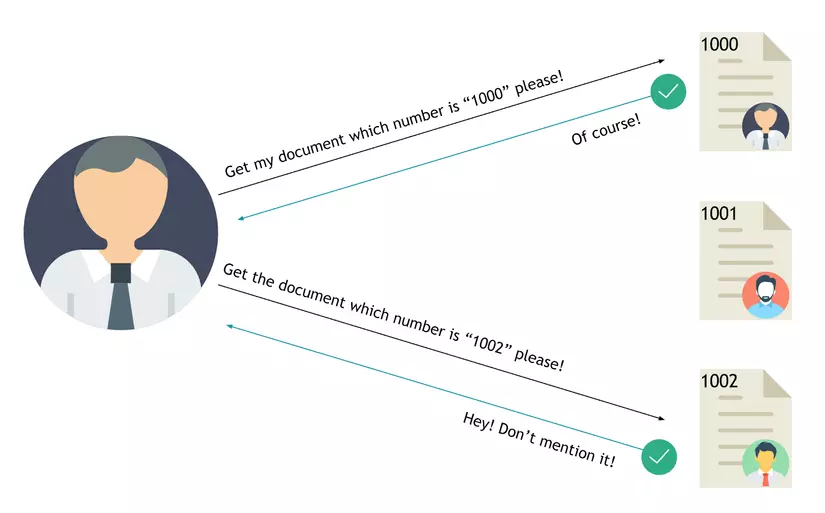 1000
Get my document which number is “1000” please!
Of course!
1001
Get the document which number is “1002” please!
1002
Hey! Don’t mention it!